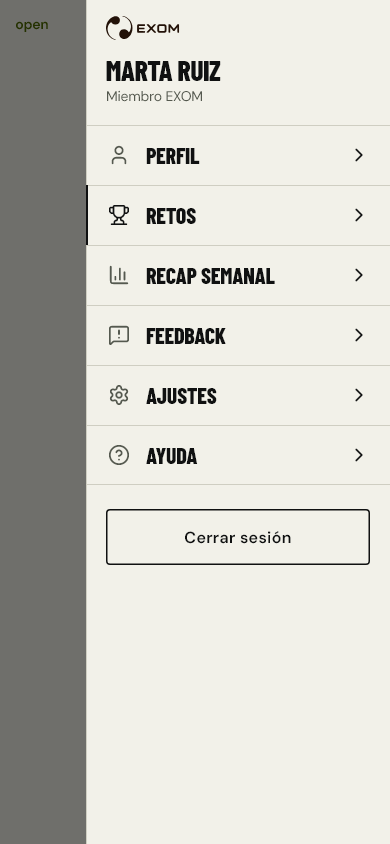 open
EXOM
MARTA RUIZ
Miembro EXOM
PERFIL
RETOS
RECAP SEMANAL
FEEDBACK
AJUSTES
AYUDA
Cerrar sesión